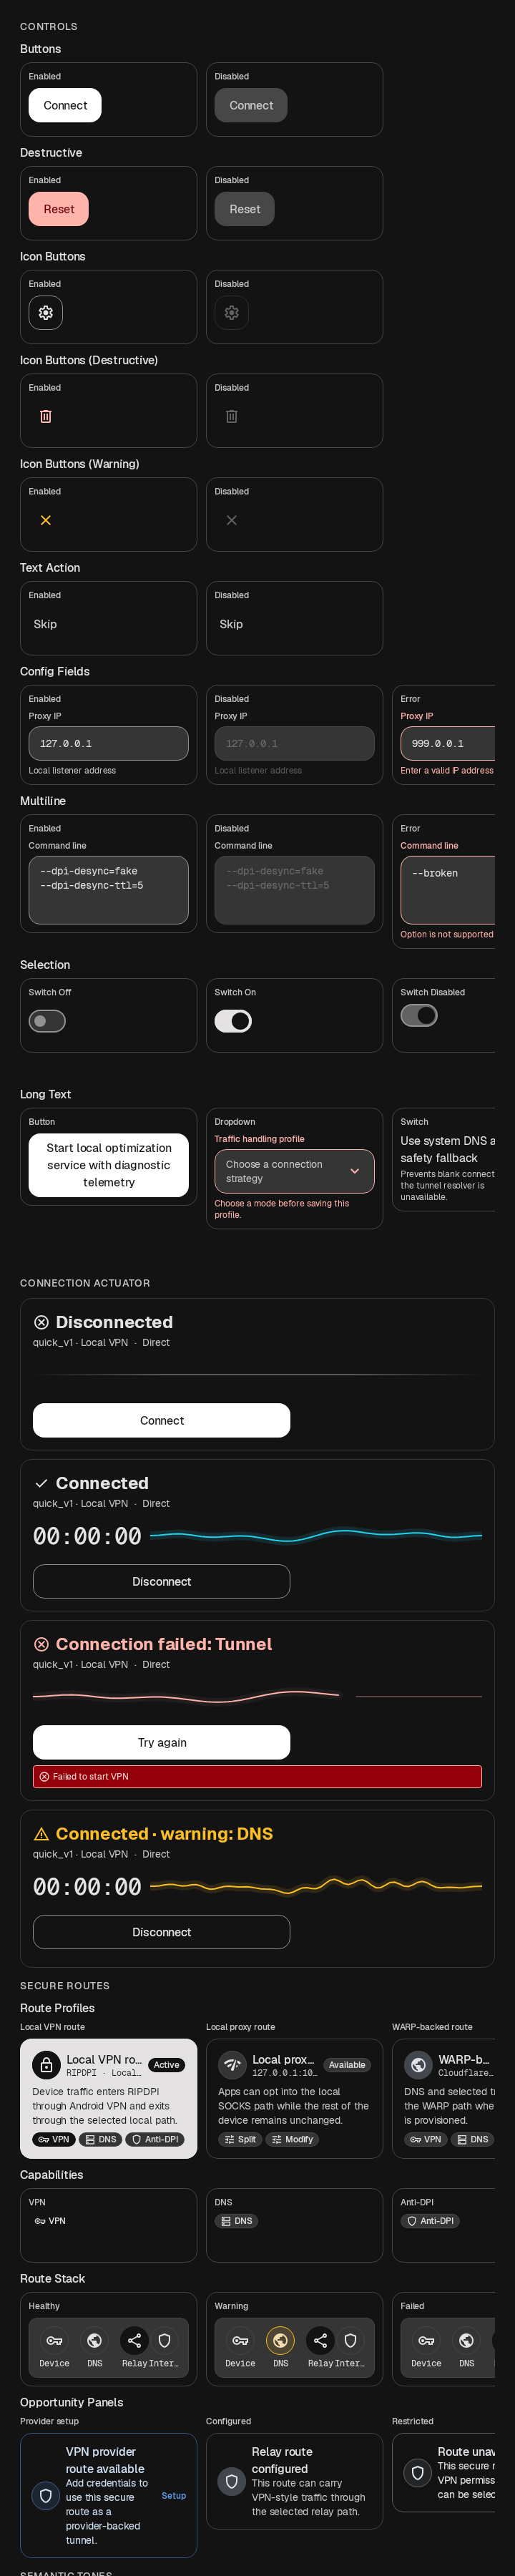 CONTROLS
Buttons
Enabled
Disabled
Connect
Connect
Destructive
Enabled
Disabled
Reset
Reset
Icon Buttons
Enabled
Disabled
Icon Buttons (Destructive)
Enabled
Disabled
Icon Buttons (Warning)
Enabled
Disabled
Text Action
Enabled
Disabled
Skip
Skip
Config Fields
Enabled
Disabled
Error
Proxy IP
Proxy IP
Proxy IP
127.0.0.1
127.0.0.1
999.0.0.1
Local listener address
Local listener address
Enter a valid IP address
Multiline
Enabled
Disabled
Error
Command line
Command line
Command line
--dpi-desync=fake
--dpi-desync-ttl=5
--dpi-desync=fake
--dpi-desync-ttl=5
--broken
Option is not supported
Selection
Switch Off
Switch On
Switch Disabled
Long Text
Button
Start local optimization
service with diagnostic
telemetry
Dropdown
Traffic handling profile
Choose a connection
strategy
Choose a mode before saving this
profile.
Switch
Use system DNS a
safety fallback
Prevents blank connect
the tunnel resolver is
unavailable.
CONNECTION ACTUATOR
Disconnected
quick_v1 · Local VPN · Direct
Connect
Connected
quick_v1 · Local VPN · Direct
00:00:00
Disconnect
Connection failed: Tunnel
quick_v1 · Local VPN · Direct
Try again
Failed to start VPN
Connected · warning: DNS
quick_v1 · Local VPN · Direct
00:00:00
Disconnect
SECURE ROUTES
Route Profiles
Local VPN route
Local VPN ro…
RIPDPI · Local…
Active
Device traffic enters RIPDPI
through Android VPN and exits
through the selected local path.
VPN DNS Anti-DPI
Local proxy route
Local prox…
127.0.0.1:10…
Available
Apps can opt into the local
SOCKS path while the rest of the
device remains unchanged.
Split Modify
WARP-backed route
WARP-b…
Cloudflare…
DNS and selected tr
the WARP path whe
is provisioned.
VPN DNS
Capabilities
VPN
VPN
DNS
DNS
Anti-DPI
Anti-DPI
Route Stack
Healthy
Device DNS Relay Inter…
Warning
Device DNS Relay Inter…
Failed
Device DNS
Opportunity Panels
Provider setup
VPN provider
route available
Add credentials to
use this secure
route as a
provider-backed
tunnel.
Setup
Configured
Relay route
configured
This route can carry
VPN-style traffic through
the selected relay path.
Restricted
Route unav
This secure r
VPN permiss
can be selec